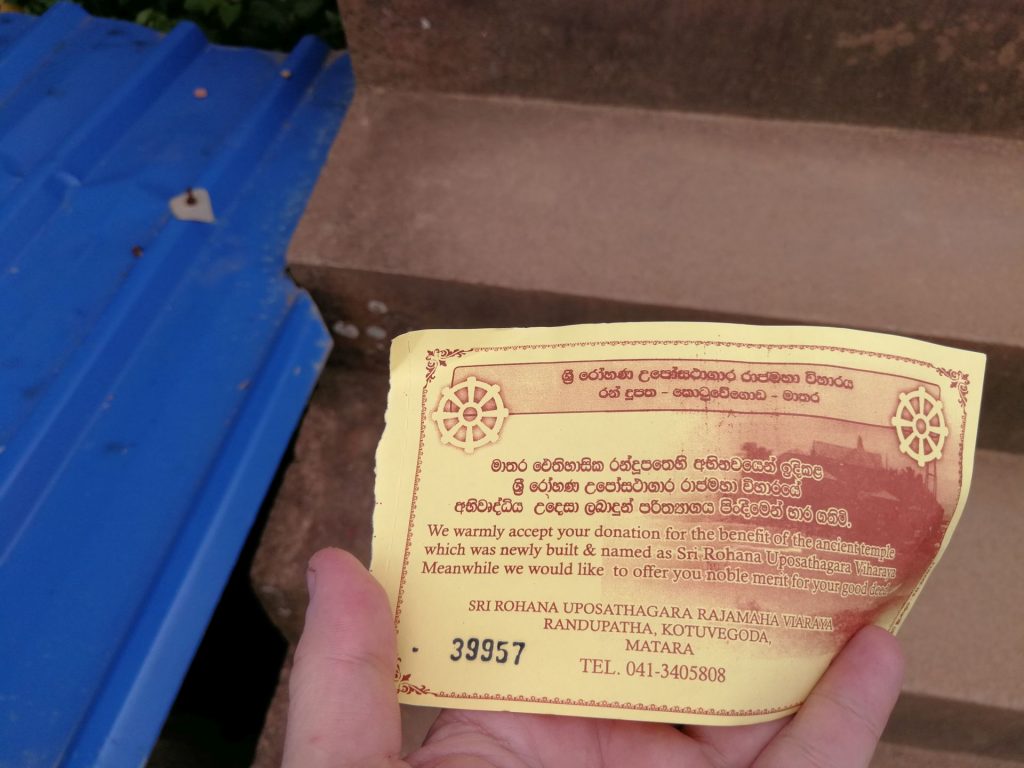 ශ්‍රී රෝහණ උපෝසථාගාර රාජමහා විහාරය
රන් දූපත - කොටුවේගොඩ - මාතර
මාතර ඓතිහාසික රන්දූපතෙහි අභිනවයෙන් ඉදිකළ
ශ්‍රී රෝහණ උපෝසථාගාර රාජමහා විහාරයේ
අභිවෘද්ධිය උදෙසා ලබාදුන් පරිත්‍යාගය පිංදීමෙන් භාර ගතිමි.
We warmly accept your donation for the benefit of the ancient temple
which was newly built & named as Sri Rohana Uposathagara Viharaya
Meanwhile we would like to offer you noble merit for your good deed
SRI ROHANA UPOSATHAGARA RAJAMAHA VIARAYA
RANDUPATHA, KOTUVEGODA,
MATARA
39957
TEL. 041-3405808